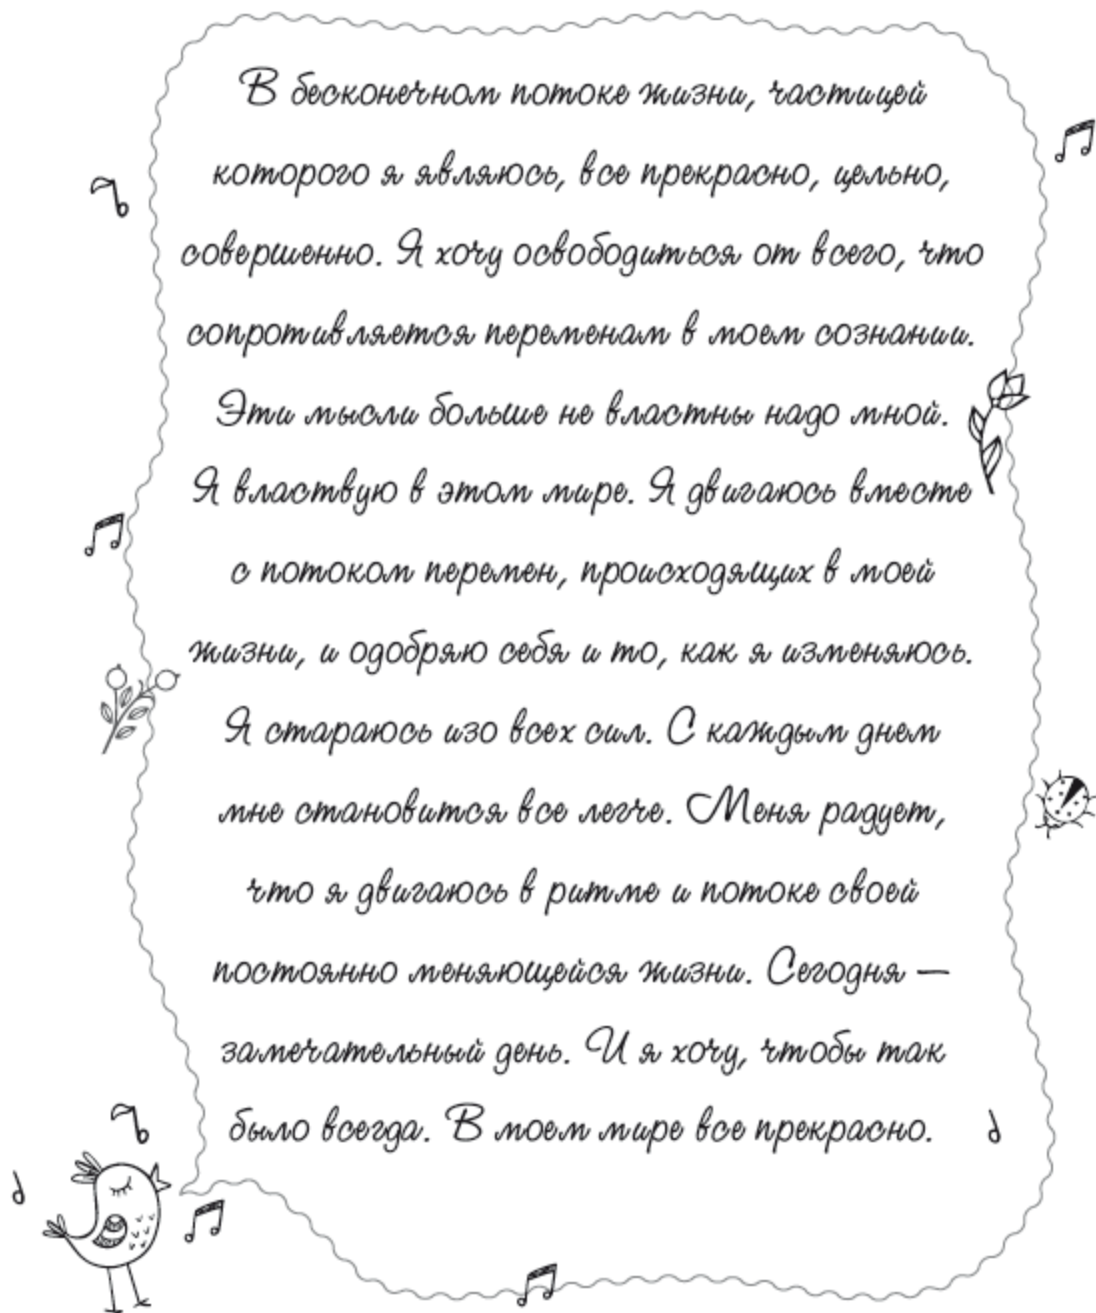 В бесконечном потоке жизни, частицей
которого я являюсь, все прекрасно, цельно,
совершенно. Я хочу освободиться от всего, что
сопротивляется переменам в моем сознании.
Эти мысли больше не властны надо мной.
Я властвую в этом мире. Я двигаюсь вместе
с потоком перемен, происходящих в моей
жизни, и одобряю себя и то, как я изменяюсь.
Я стараюсь изо всех сил. С каждым днем
мне становится все легче. Меня радует,
что я двигаюсь в ритме и потоке своей
постоянно меняющейся жизни. Сегодня —
замечательный день. И я хочу, чтобы так
было всегда. В моем мире все прекрасно.